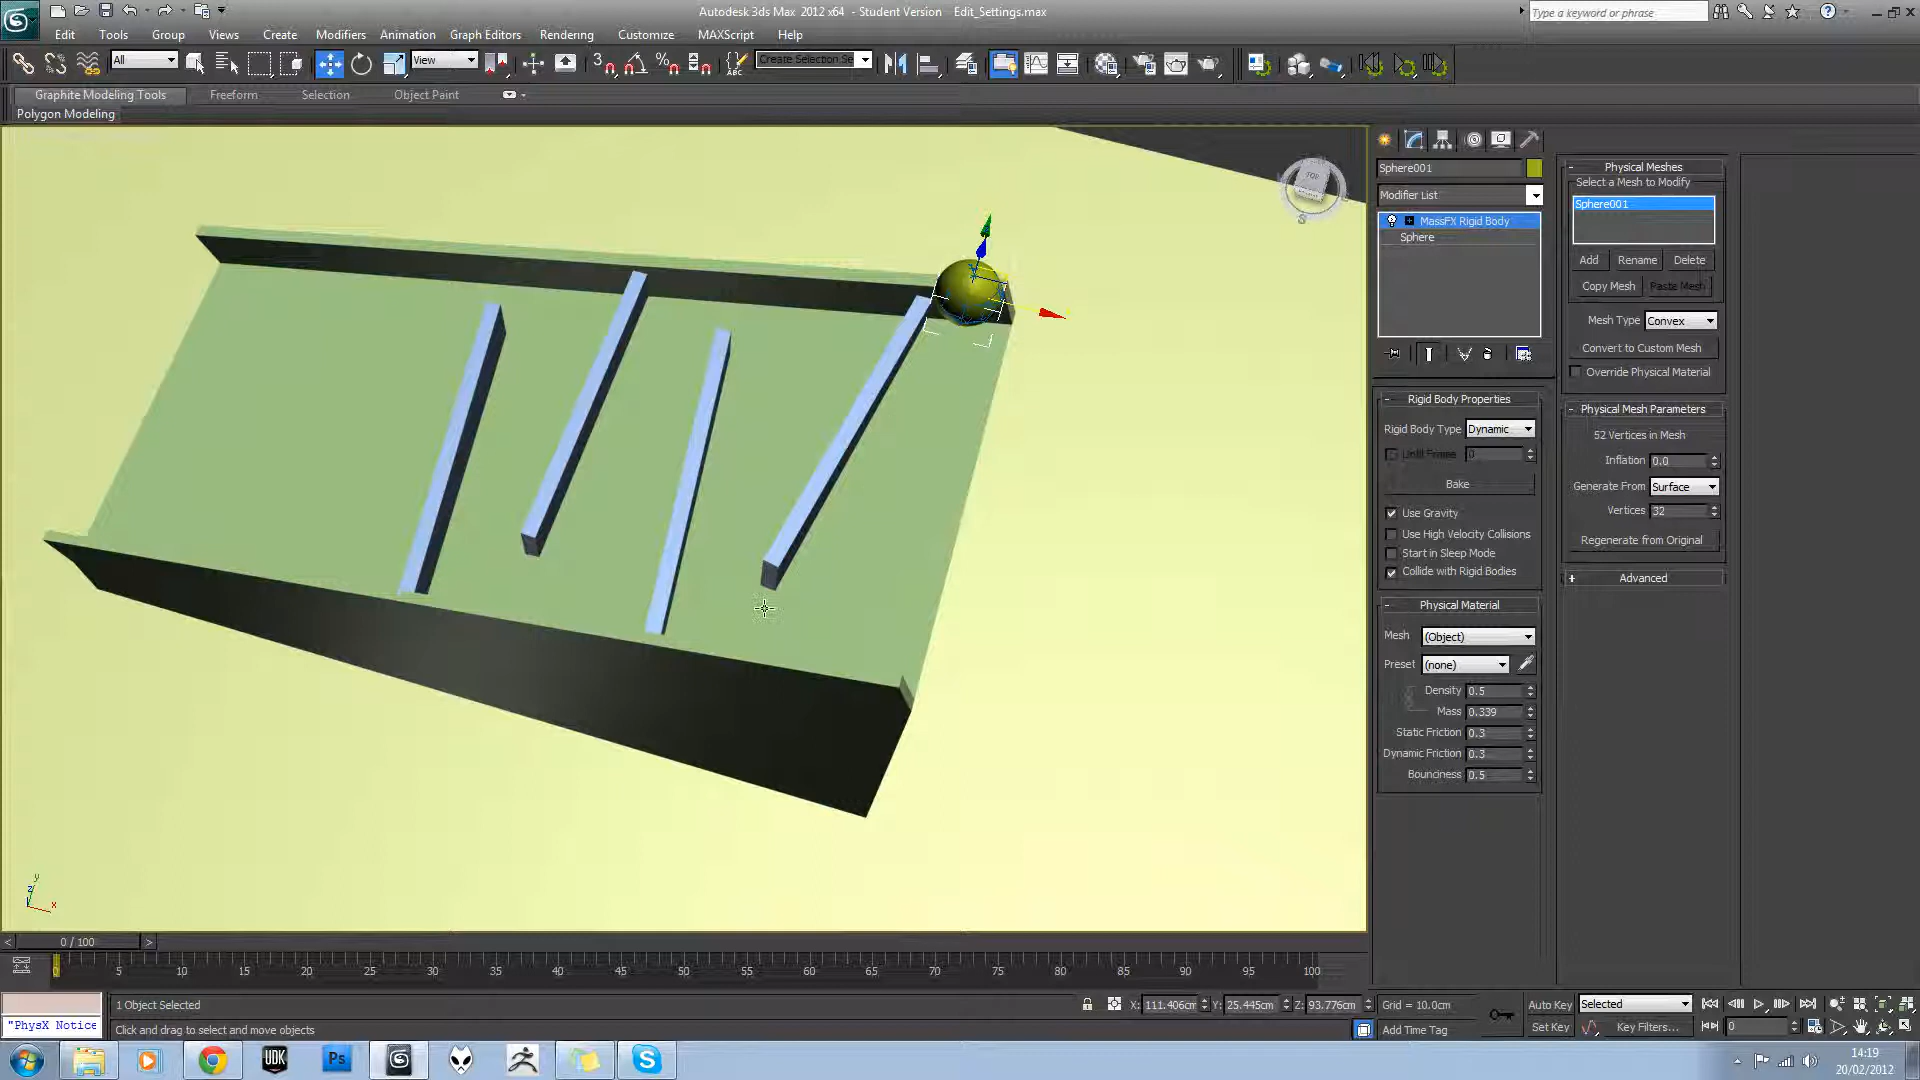 Autodesk 3ds Max 2012 x64 - Student Version Edit_Settings.max
Type a keyword or phrase
Edit Tools Group Views Create Modifiers Animation Graph Editors Rendering Customize MAXScript Help
All View Create Selection Se
Graphite Modeling Tools Freeform Selection Object Paint
Polygon Modeling
TOP
S
Sphere001
Modifier List
MassFX Rigid Body
Sphere
Rigid Body Properties
Rigid Body Type Dynamic
Until Frame 0
Bake
Use Gravity
Use High Velocity Collisions
Start in Sleep Mode
Collide with Rigid Bodies
Physical Material
Mesh (Object)
Preset (none)
Density 0.5
Mass 0.339
Static Friction 0.3
Dynamic Friction 0.3
Bounciness 0.5
Physical Meshes
Select a Mesh to Modify
Sphere001
Add Rename Delete
Copy Mesh Paste Mesh
Mesh Type Convex
Convert to Custom Mesh
Override Physical Material
Physical Mesh Parameters
52 Vertices in Mesh
Inflation 0.0
Generate From Surface
Vertices 32
Regenerate from Original
Advanced
y
z
x
0 / 100
0 5 10 15 20 25 30 35 40 45 50 55 60 65 70 75 80 85 90 95 100
1 Object Selected
X: 111.406cm Y: 25.445cm Z: 93.776cm Grid = 10.0cm Auto Key Selected
"PhysX Notice
Click and drag to select and move objects
Add Time Tag Set Key Key Filters... 0
UDK
Ps
14:19
20/02/2012